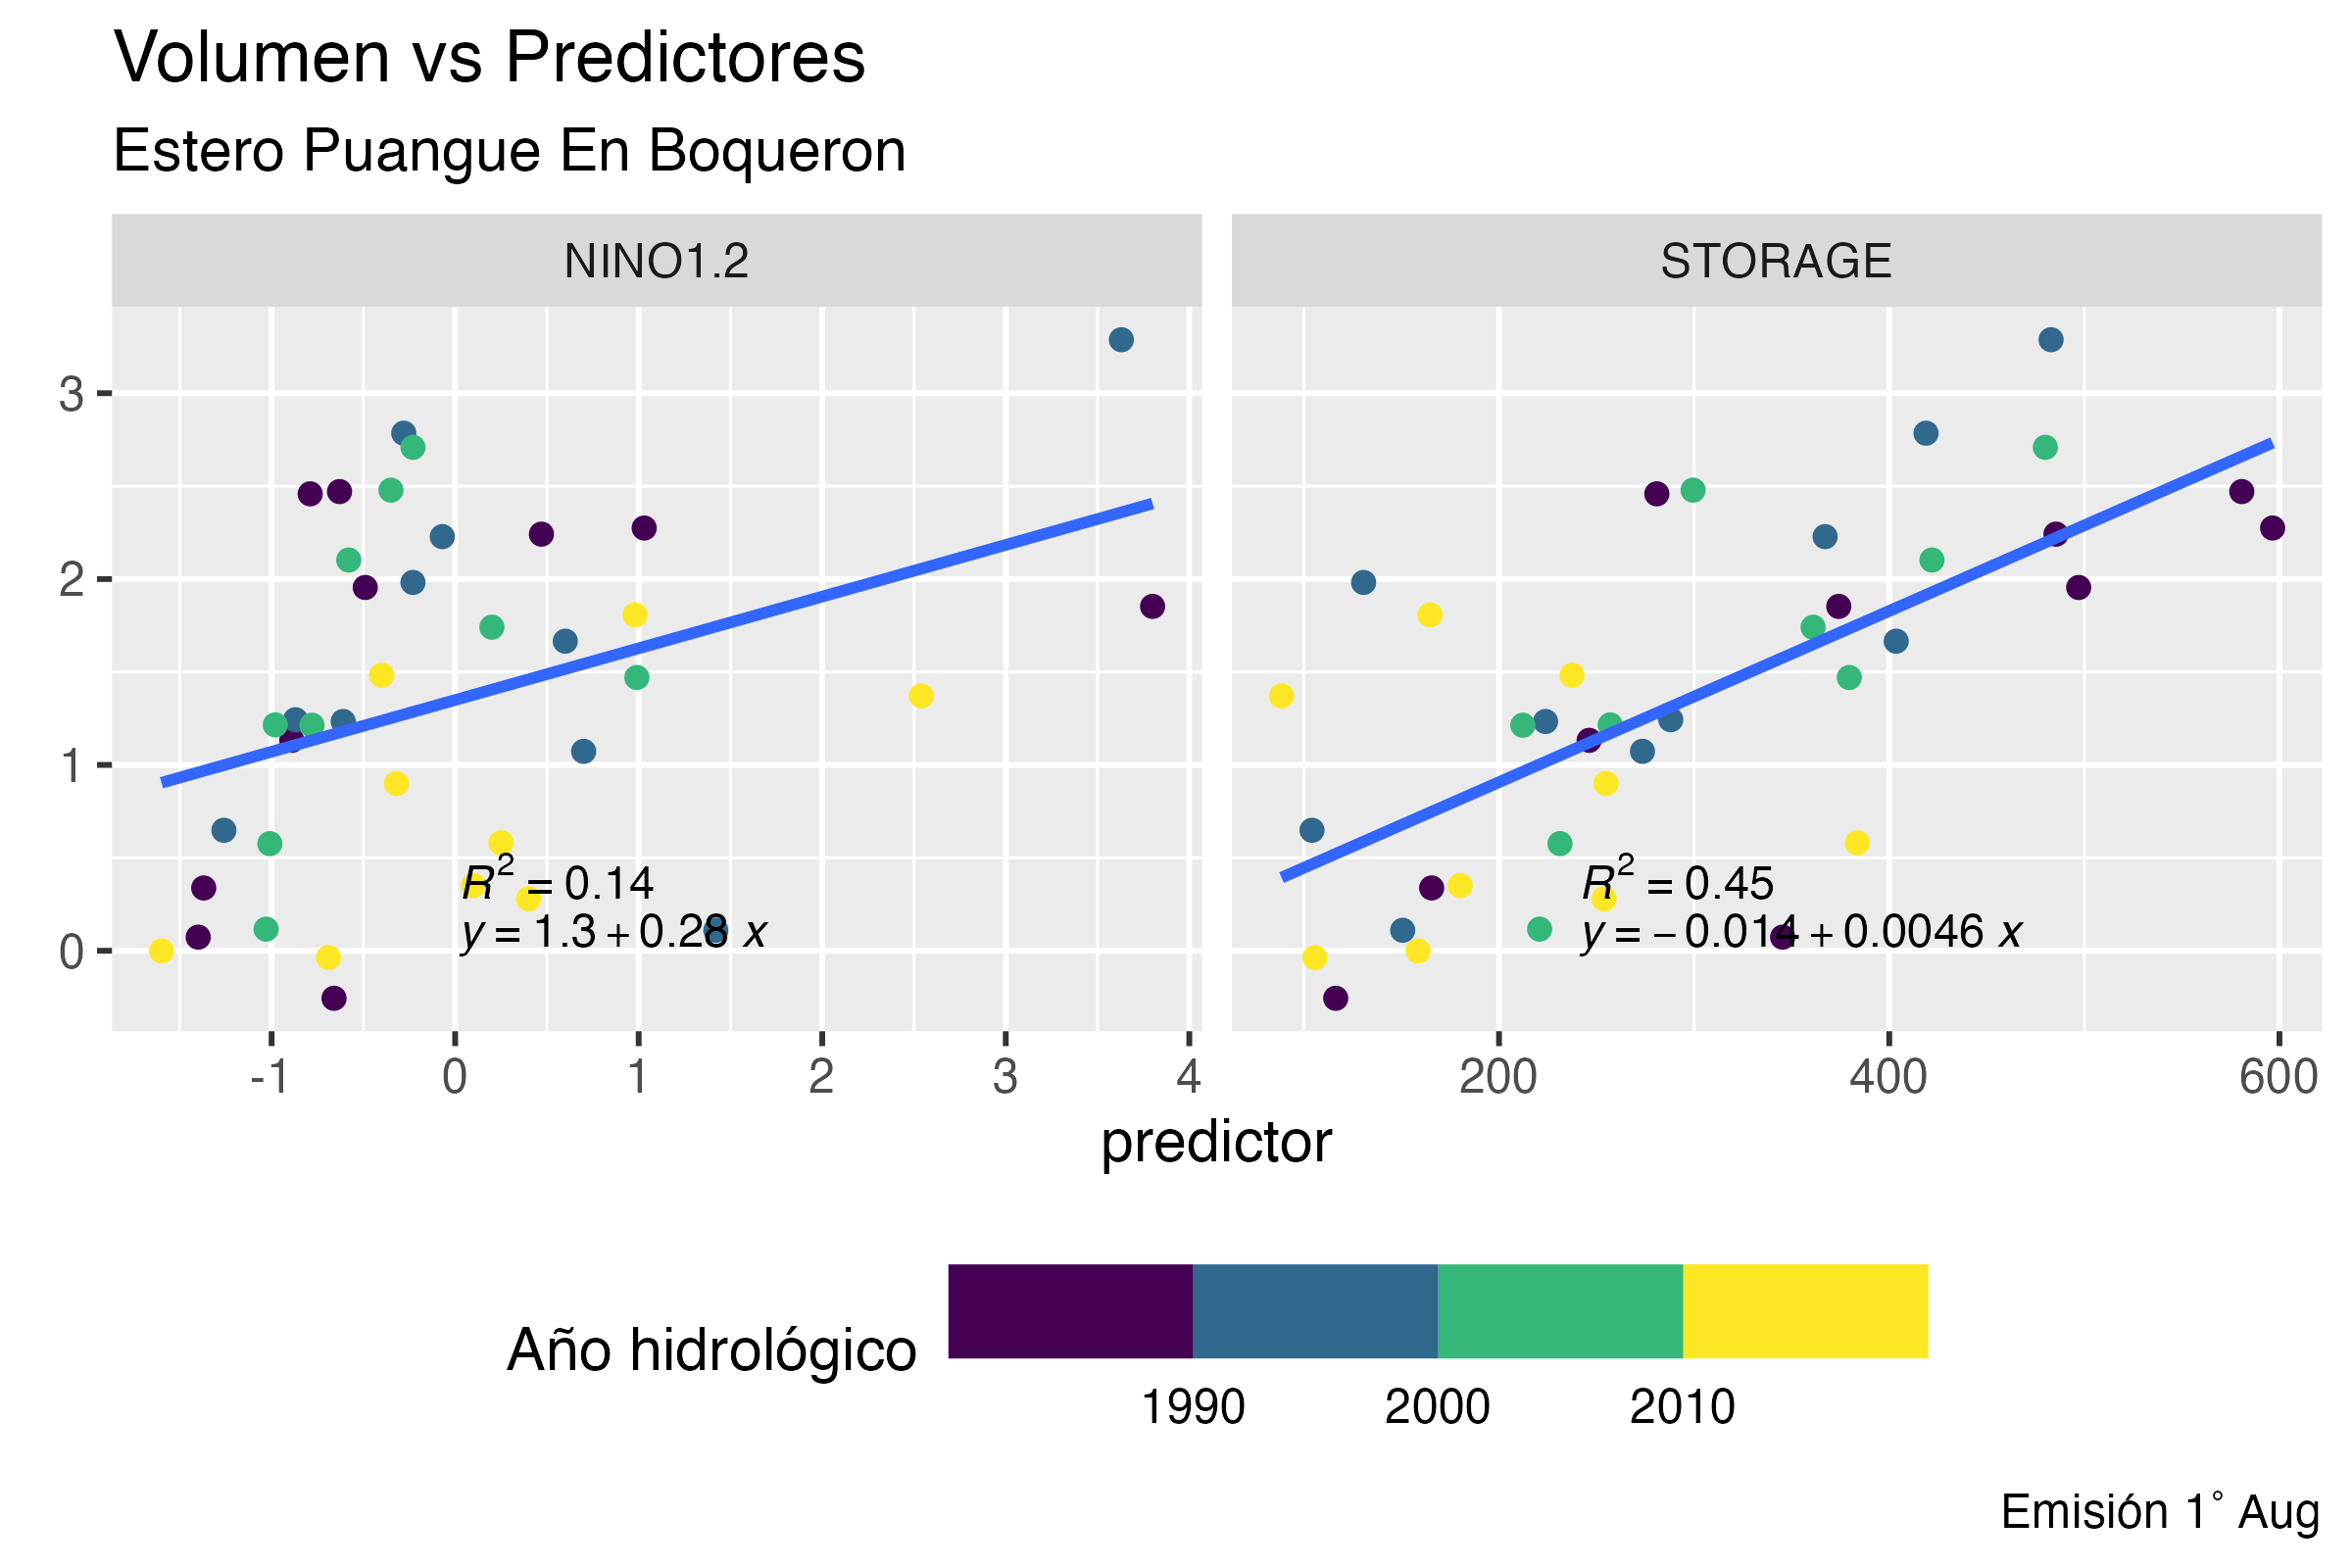 Volumen vs Predictores
Estero Puangue En Boqueron
NINO1.2
STORAGE
3
2
1
0
R² = 0.14
y = 1.3 + 0.28 x
R² = 0.45
y = − 0.014 + 0.0046 x
-1 0 1 2 3 4
200 400 600
predictor
Año hidrológico
1990 2000 2010
Emisión 1° Aug